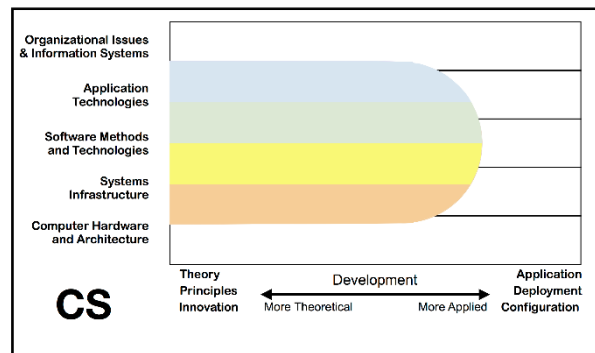 Organizational Issues
& Information Systems
Application
Technologies
Software Methods
and Technologies
Systems
Infrastructure
Computer Hardware
and Architecture
Theory
Principles
Innovation
Development
More Theoretical
More Applied
Application
Deployment
Configuration
CS